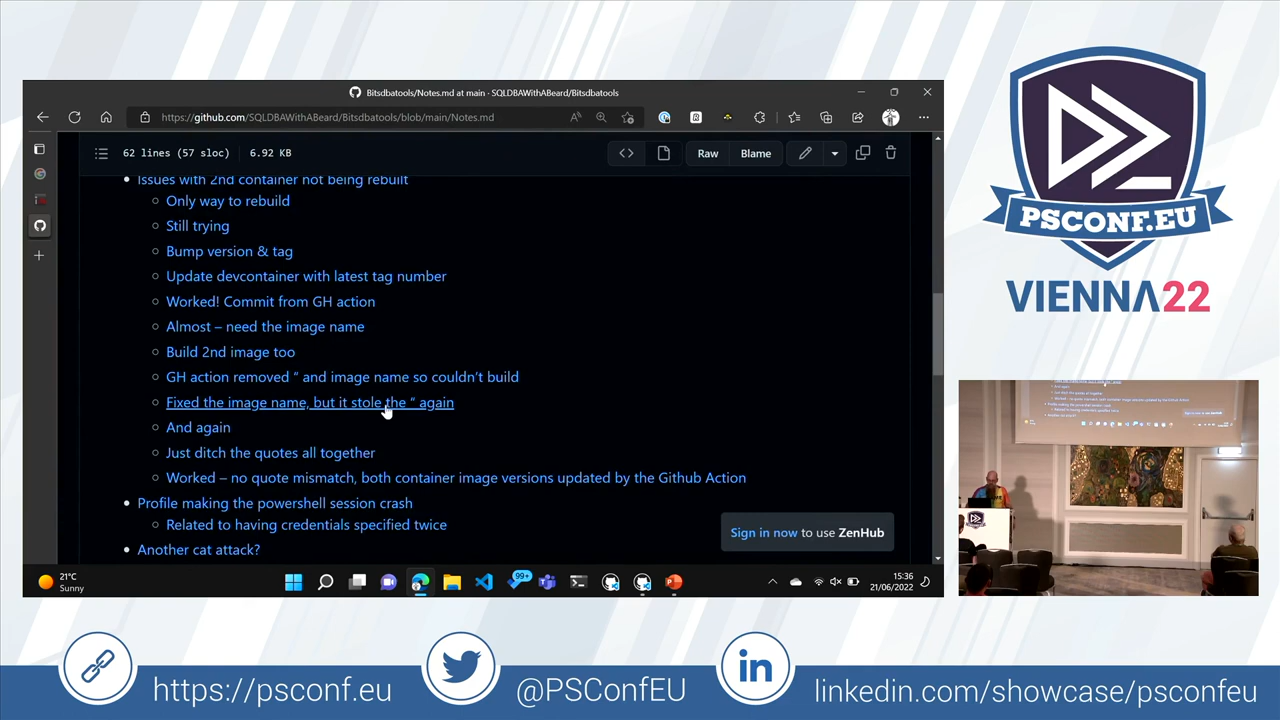 Bitsdbatools/Notes.md at main · SQLDBAWithABeard/Bitsdbatools
https://github.com/SQLDBAWithABeard/Bitsdbatools/blob/main/Notes.md
62 lines (57 sloc) 6.92 KB
Raw
Blame
Issues with 2nd container not being rebuilt
Only way to rebuild
Still trying
Bump version & tag
Update devcontainer with latest tag number
Worked! Commit from GH action
Almost – need the image name
Build 2nd image too
GH action removed “ and image name so couldn’t build
Fixed the image name, but it stole the “ again
And again
Just ditch the quotes all together
Worked – no quote mismatch, both container image versions updated by the Github Action
Profile making the powershell session crash
Related to having credentials specified twice
Another cat attack?
Sign in now to use ZenHub
21°C
Sunny
99+
15:36
21/06/2022
PSCONF.EU
VIENNA22
https://psconf.eu
@PSConfEU
in
linkedin.com/showcase/psconfeu